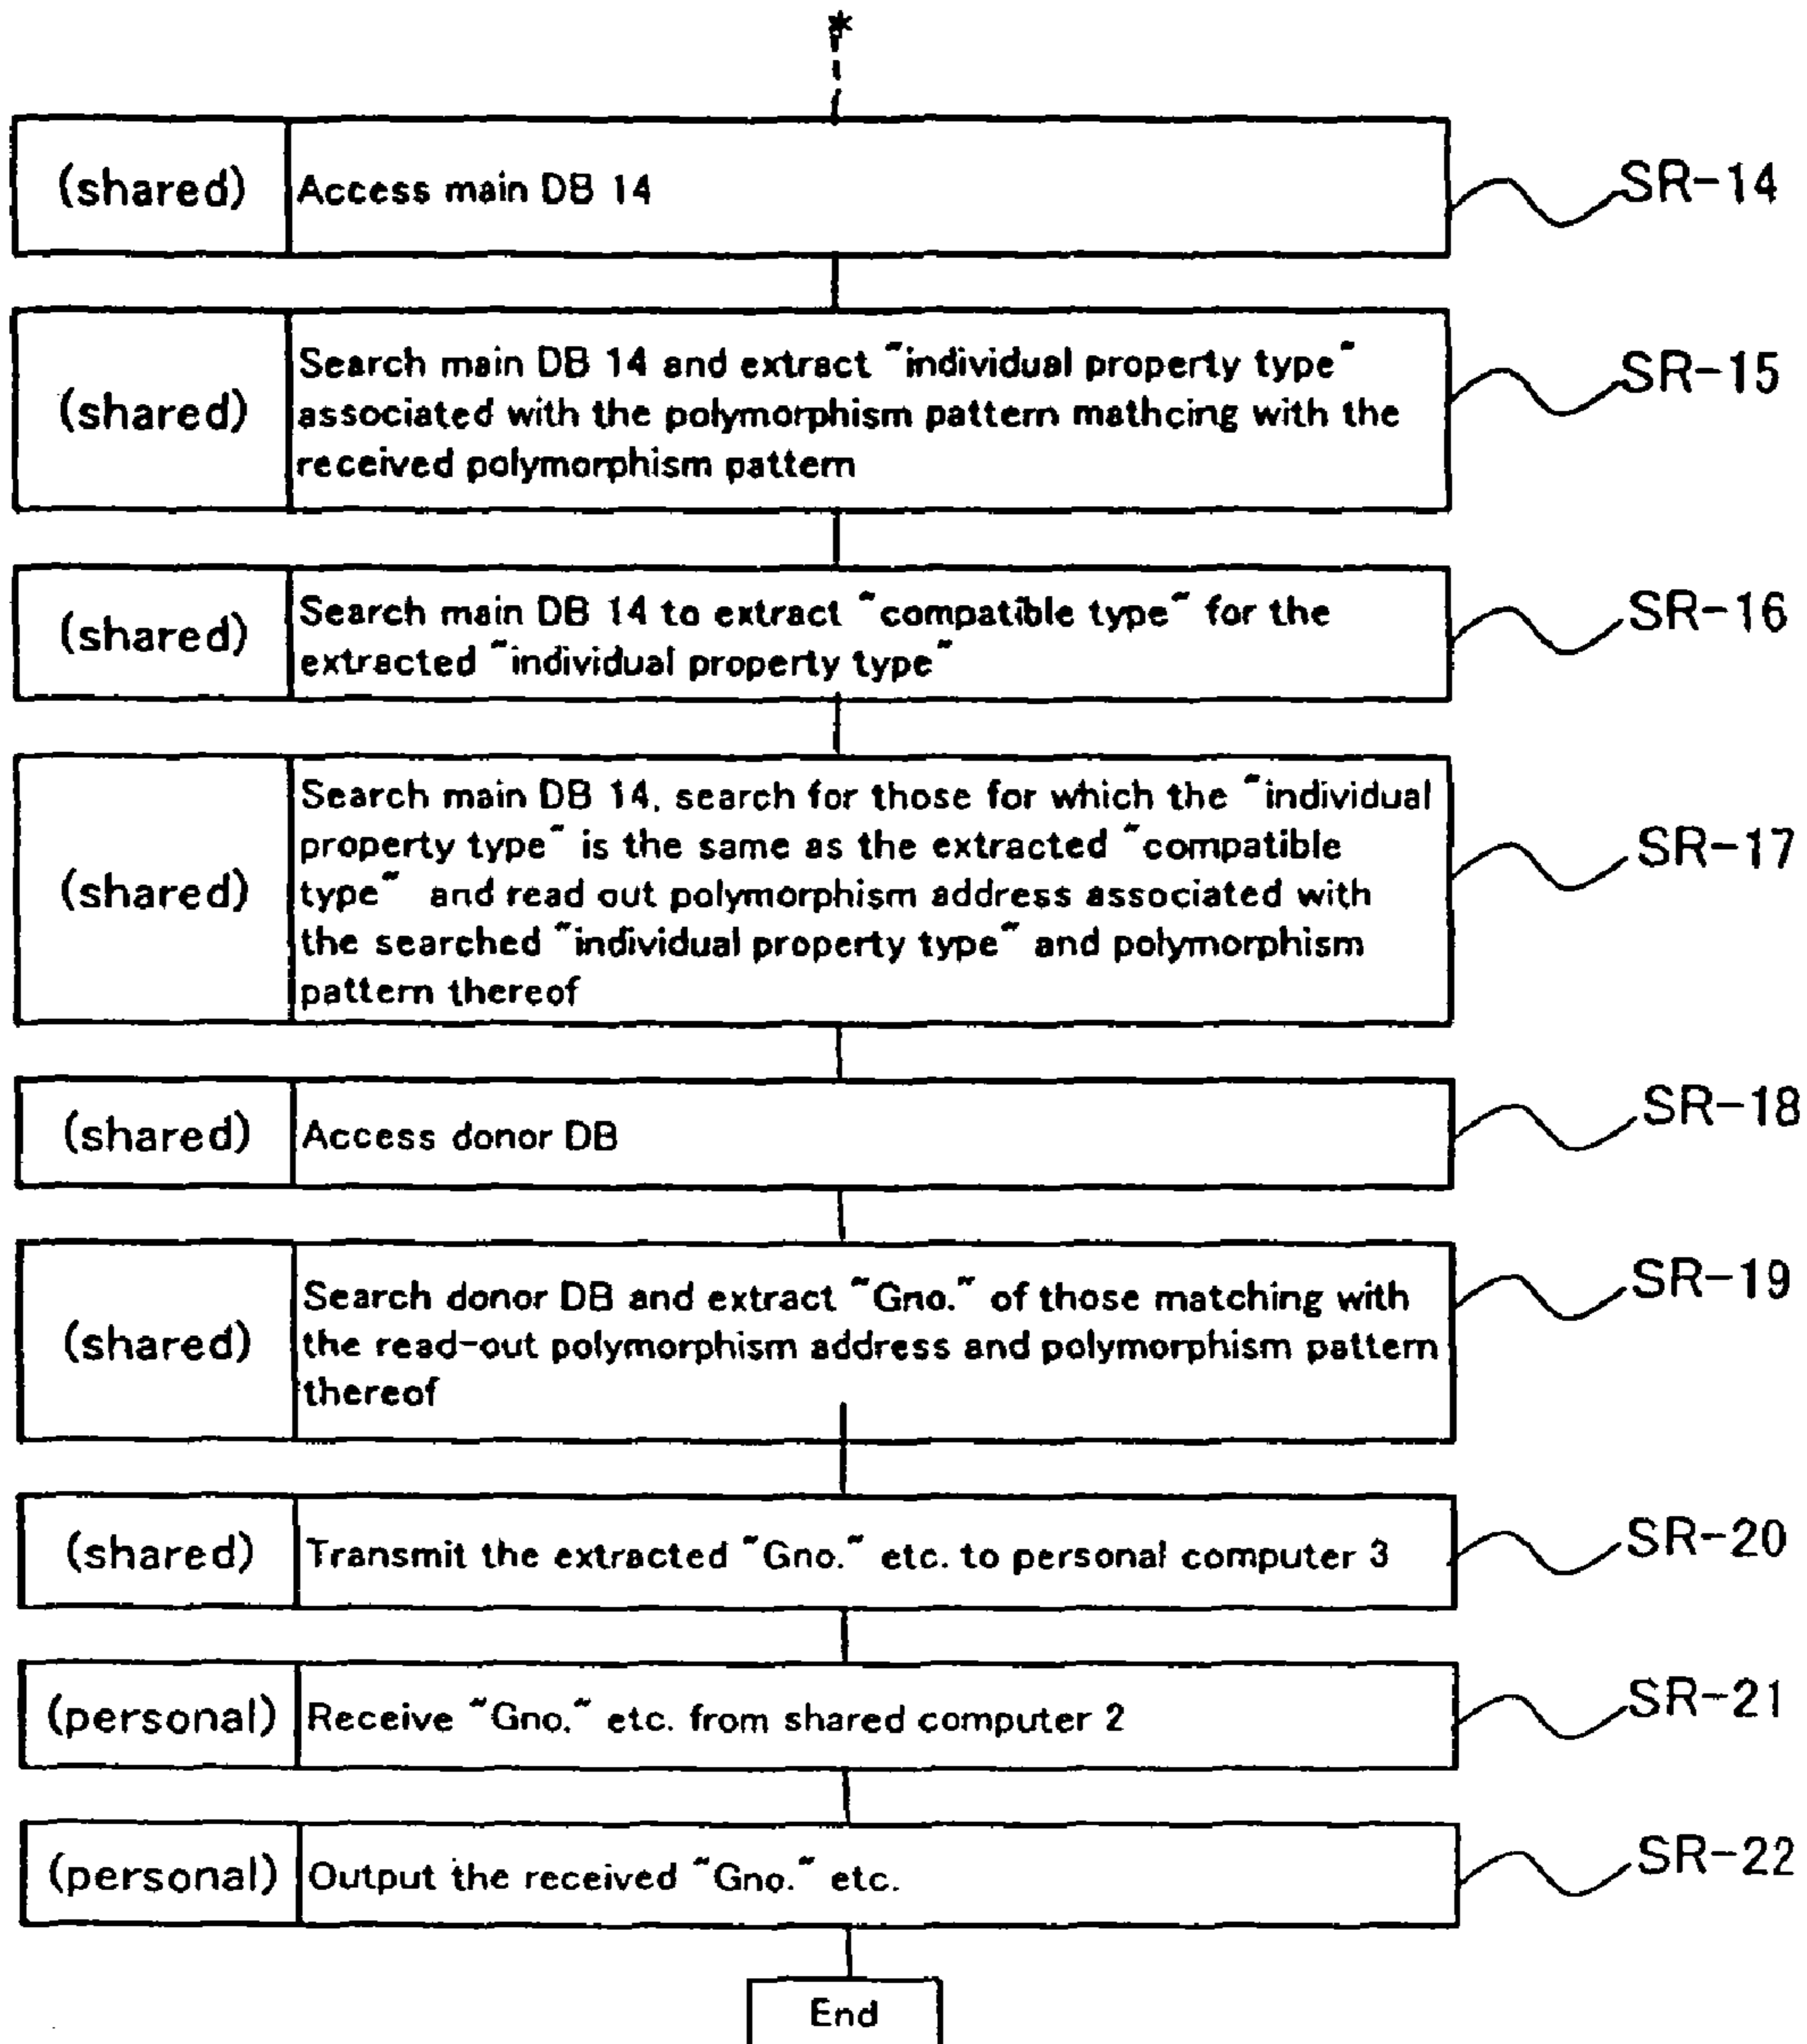 *
(shared) Access main DB 14 SR-14
(shared) Search main DB 14 and extract ˝individual property type˝ SR-15
associated with the polymorphism pattern mathcing with the
received polymorphism pattern
(shared) Search main DB 14 to extract ˝compatible type˝ for the SR-16
extracted ˝individual property type˝
(shared) Search main DB 14, search for those for which the ˝individual SR-17
property type˝ is the same as the extracted ˝compatible
type˝ and read out polymorphism address associated with
the searched ˝individual property type˝ and polymorphism
pattern thereof
(shared) Access donor DB SR-18
(shared) Search donor DB and extract ˝Gno.˝ of those matching with SR-19
the read-out polymorphism address and polymorphism pattern
thereof
(shared) Transmit the extracted ˝Gno.˝ etc. to personal computer 3 SR-20
(personal) Receive ˝Gno.˝ etc. from shared computer 2 SR-21
(personal) Output the received ˝Gno.˝ etc. SR-22
End